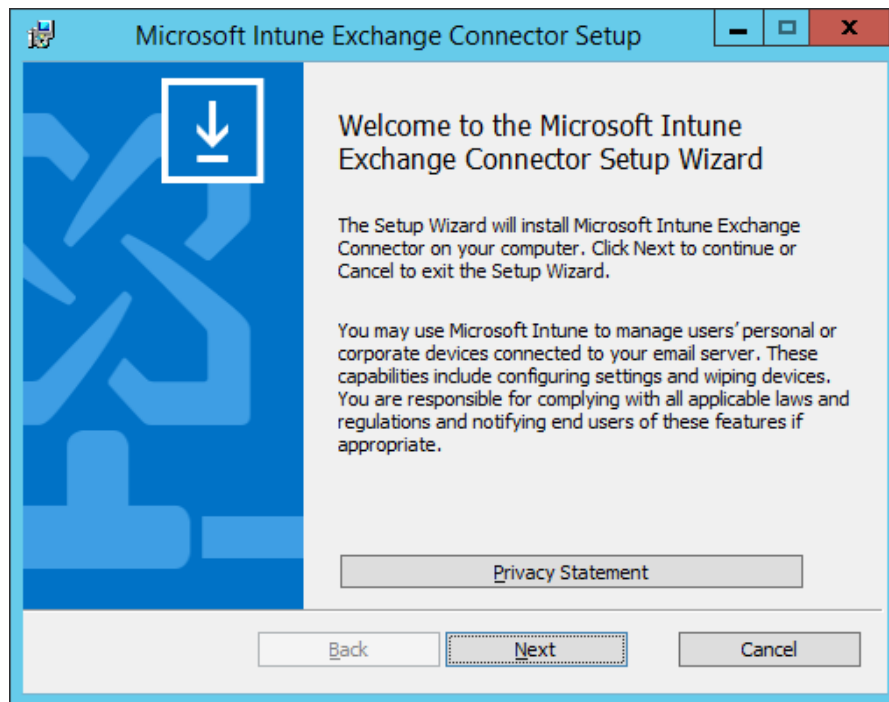 Microsoft Intune Exchange Connector Setup
Welcome to the Microsoft Intune
Exchange Connector Setup Wizard
The Setup Wizard will install Microsoft Intune Exchange
Connector on your computer. Click Next to continue or
Cancel to exit the Setup Wizard.
You may use Microsoft Intune to manage users’ personal or
corporate devices connected to your email server. These
capabilities include configuring settings and wiping devices.
You are responsible for complying with all applicable laws and
regulations and notifying end users of these features if
appropriate.
Privacy Statement
Back Next Cancel